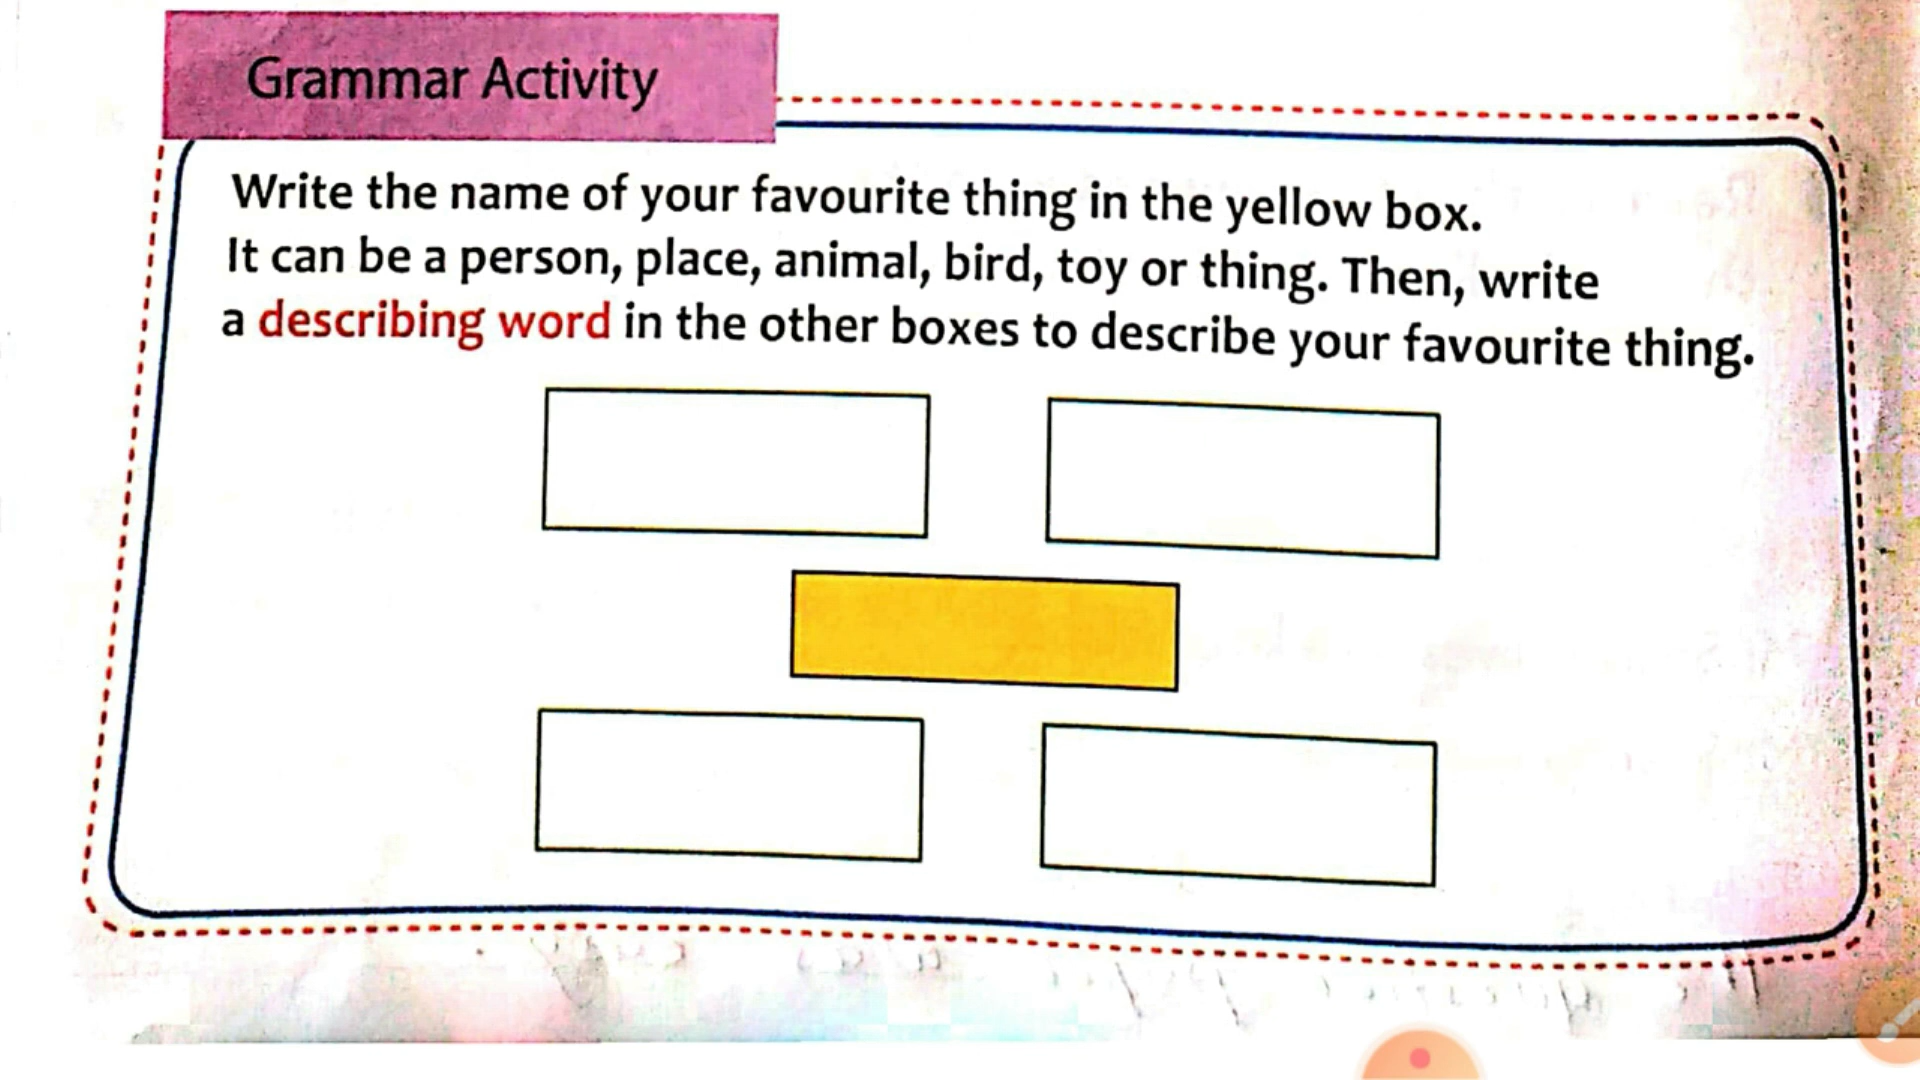 Grammar Activity
Write the name of your favourite thing in the yellow box.
It can be a person, place, animal, bird, toy or thing. Then, write
a describing word in the other boxes to describe your favourite thing.